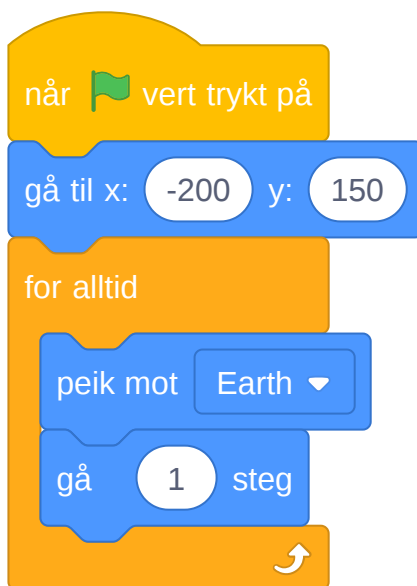 når vert trykt på
gå til x: -200 y: 150
for alltid
peik mot Earth
gå 1 steg